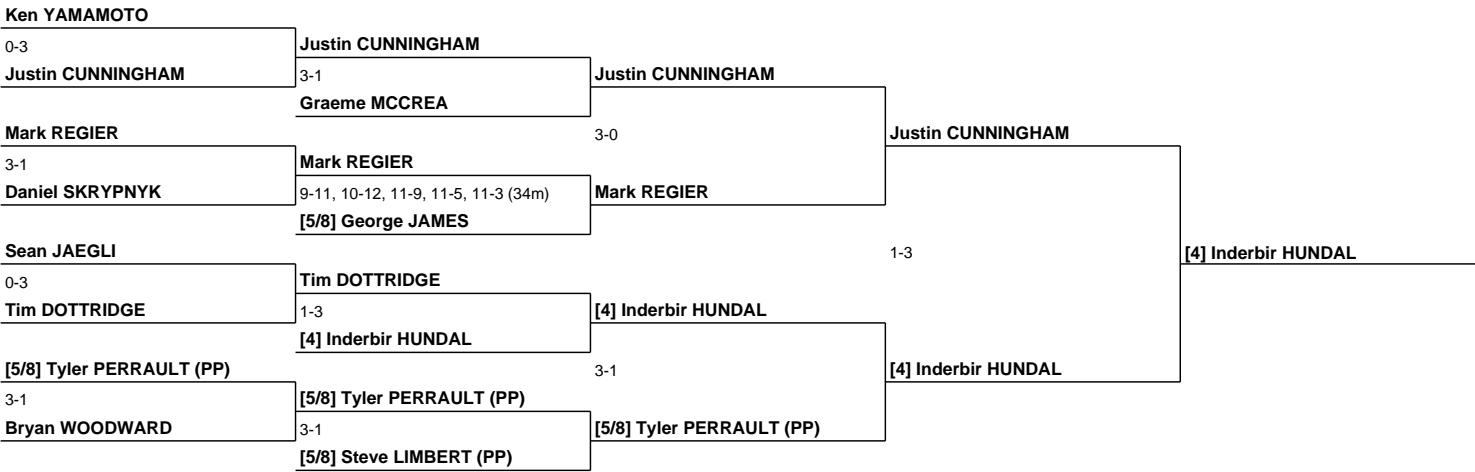 Ken YAMAMOTO
0-3
Justin CUNNINGHAM
Mark REGIER
3-1
Daniel SKRYPNYK
Sean JAEGLI
0-3
Tim DOTTRIDGE
[5/8] Tyler PERRAULT (PP)
3-1
Bryan WOODWARD
Justin CUNNINGHAM
3-1
Graeme MCCREA
Mark REGIER
9-11, 10-12, 11-9, 11-5, 11-3 (34m)
[5/8] George JAMES
Tim DOTTRIDGE
1-3
[4] Inderbir HUNDAL
[5/8] Tyler PERRAULT (PP)
3-1
[5/8] Steve LIMBERT (PP)
Justin CUNNINGHAM
3-0
Mark REGIER
[4] Inderbir HUNDAL
3-1
[5/8] Tyler PERRAULT (PP)
Justin CUNNINGHAM
1-3
[4] Inderbir HUNDAL
[4] Inderbir HUNDAL